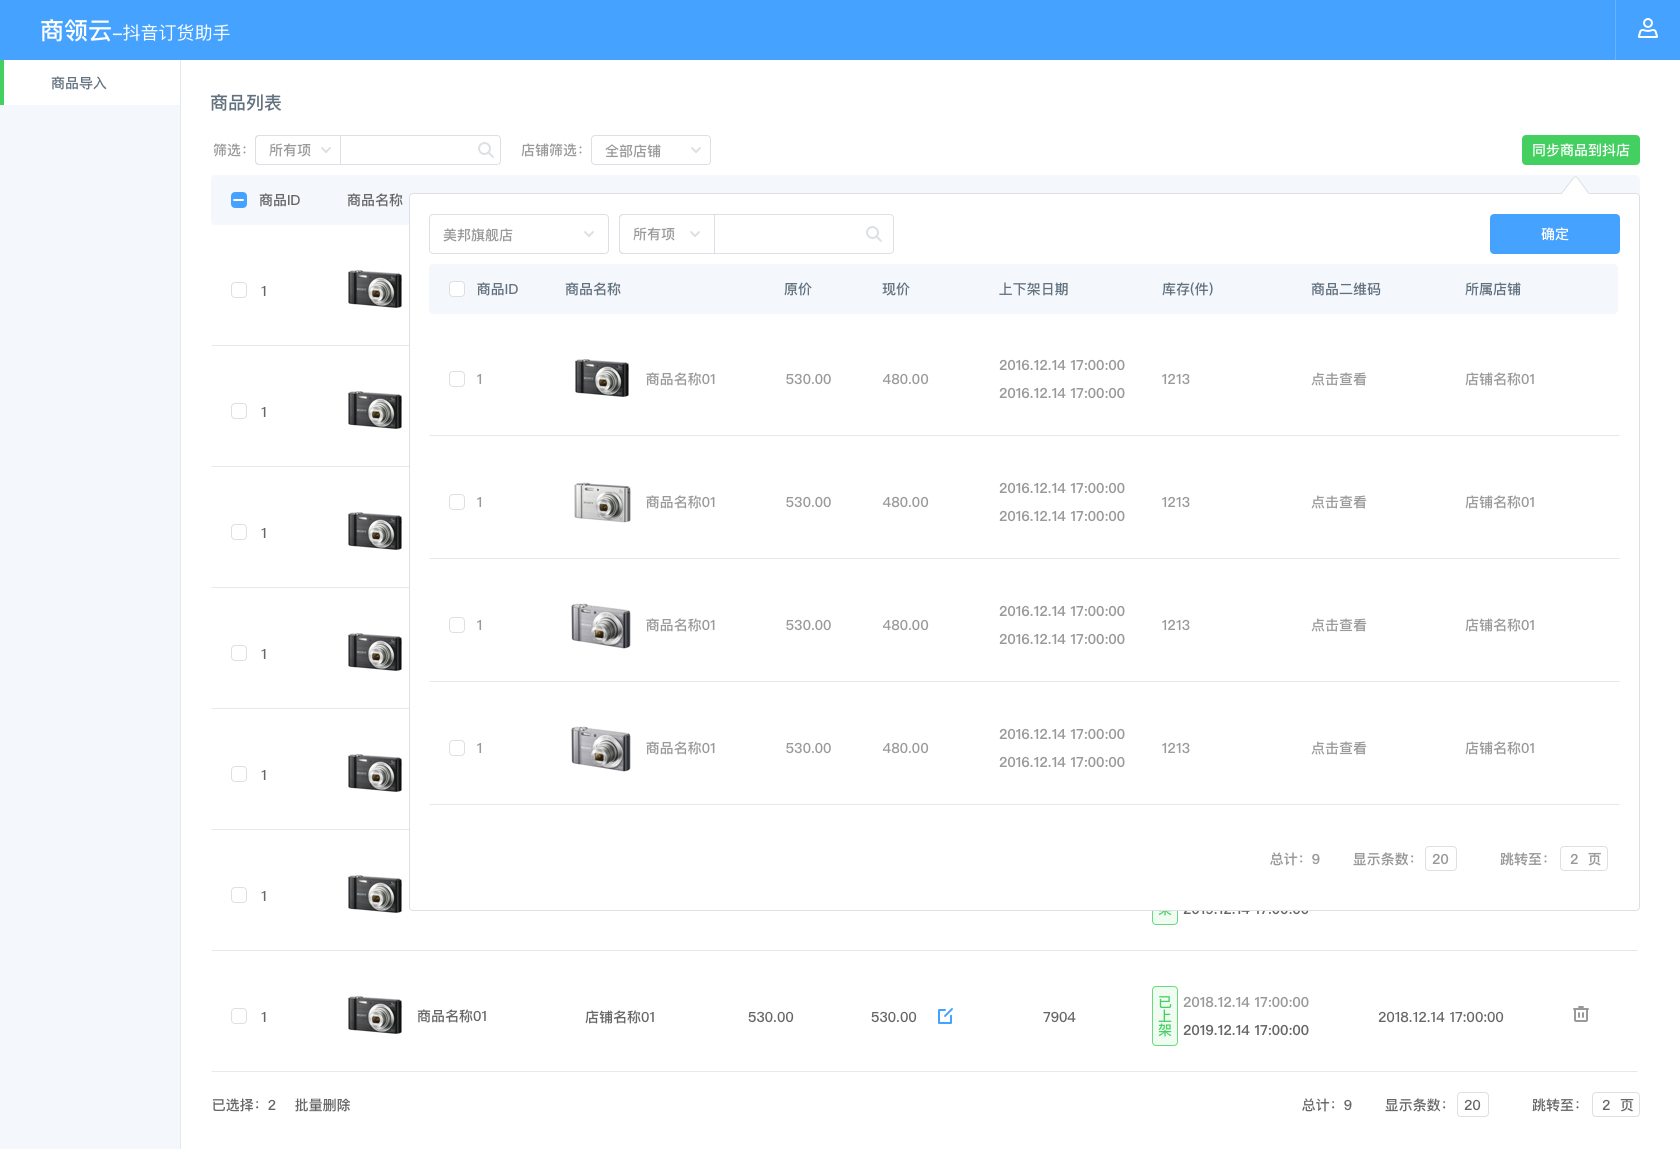 商领云-抖音订货助手
商品导入
商品列表
筛选： 所有项 店铺筛选： 全部店铺 同步商品到抖店
商品ID 商品名称
美邦旗舰店 所有项 确定
商品ID 商品名称 原价 现价 上下架日期 库存(件) 商品二维码 所属店铺
1
1 商品名称01 530.00 480.00 2016.12.14 17:00:00 1213 点击查看 店铺名称01
2016.12.14 17:00:00
1
1 商品名称01 530.00 480.00 2016.12.14 17:00:00 1213 点击查看 店铺名称01
2016.12.14 17:00:00
1
1 商品名称01 530.00 480.00 2016.12.14 17:00:00 1213 点击查看 店铺名称01
2016.12.14 17:00:00
1
1 商品名称01 530.00 480.00 2016.12.14 17:00:00 1213 点击查看 店铺名称01
2016.12.14 17:00:00
1
总计：9 显示条数： 20 跳转至： 2 页
1
1 商品名称01 店铺名称01 530.00 530.00 7904 已上架 2018.12.14 17:00:00 2018.12.14 17:00:00
2019.12.14 17:00:00
已选择：2 批量删除 总计：9 显示条数： 20 跳转至： 2 页